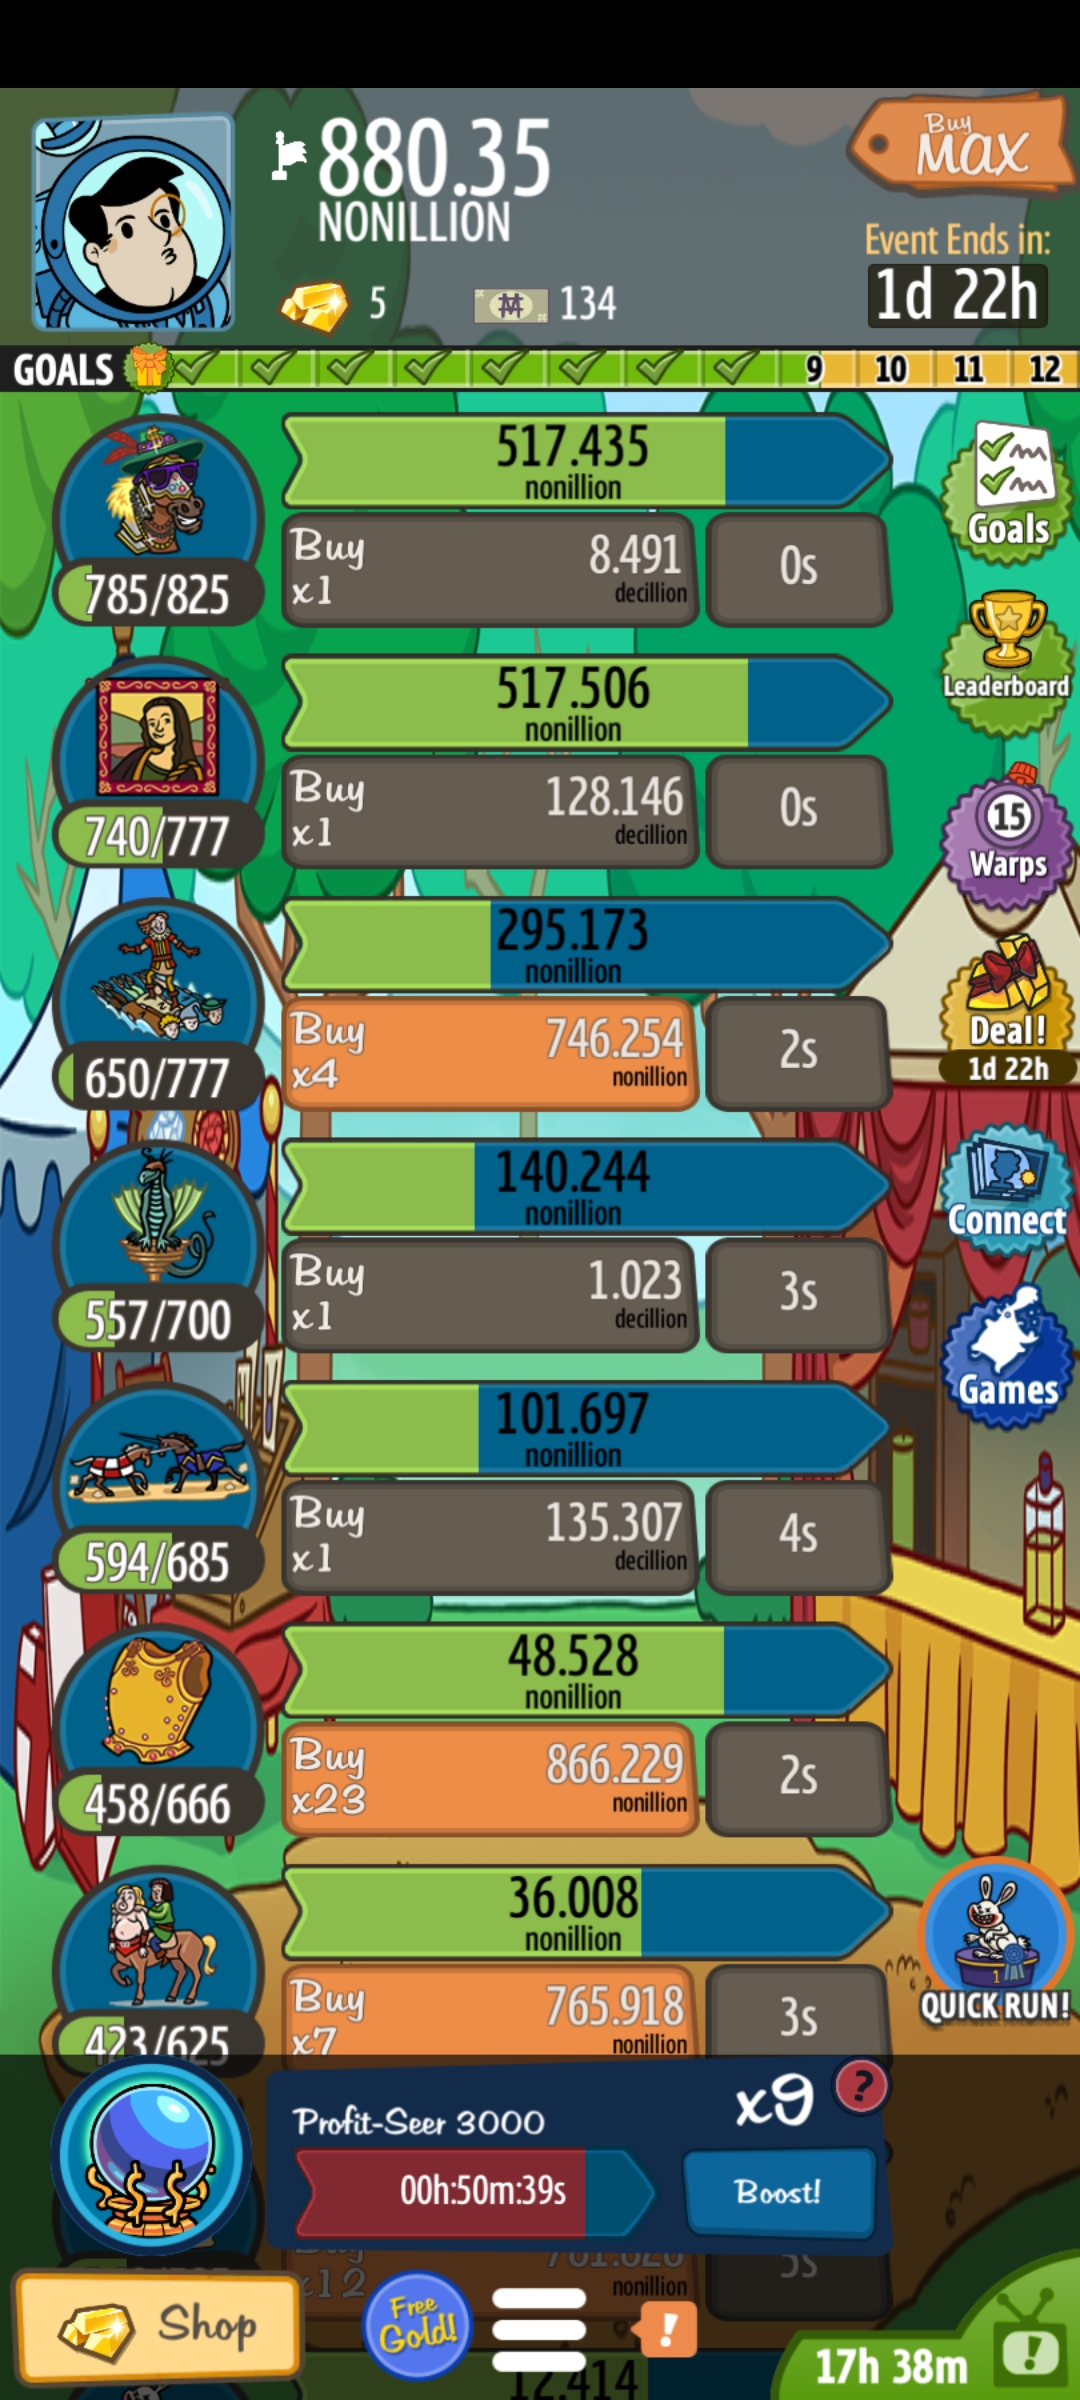 880.35
NONILLION
Buy
MAX
Event Ends in:
1d 22h
5
134
GOALS
9 10 11 12
517.435
nonillion
Buy
x1
8.491
decillion
0s
785/825
Goals
Leaderboard
517.506
nonillion
Buy
x1
128.146
decillion
0s
740/777
15
Warps
295.173
nonillion
Buy
x4
746.254
nonillion
2s
650/777
Deal!
1d 22h
140.244
nonillion
Buy
x1
1.023
decillion
3s
557/700
Connect
Games
101.697
nonillion
Buy
x1
135.307
decillion
4s
594/685
48.528
nonillion
Buy
x23
866.229
nonillion
2s
458/666
36.008
nonillion
Buy
x7
765.918
nonillion
3s
423/625
1
QUICK RUN!
Profit-Seer 3000
x9
?
00h:50m:39s
Boost!
Buy
x12
nonillion
5s
Shop
Free
Gold!
!
17h 38m
!
12.414